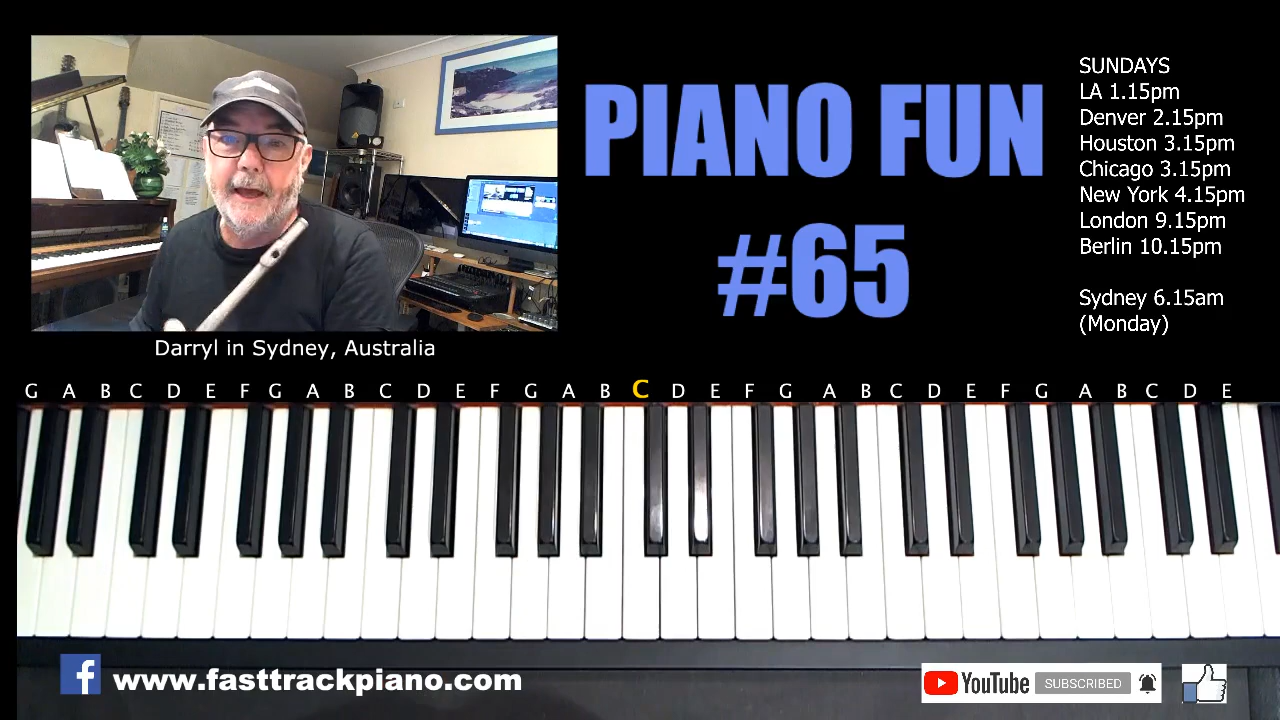 PIANO FUN
#65
SUNDAYS
LA 1.15pm
Denver 2.15pm
Houston 3.15pm
Chicago 3.15pm
New York 4.15pm
London 9.15pm
Berlin 10.15pm
Sydney 6.15am
(Monday)
Darryl in Sydney, Australia
G A B C D E F G A B C D E F G A B C D E F G A B C D E F G A B C D E
f www.fasttrackpiano.com
YouTube SUBSCRIBED